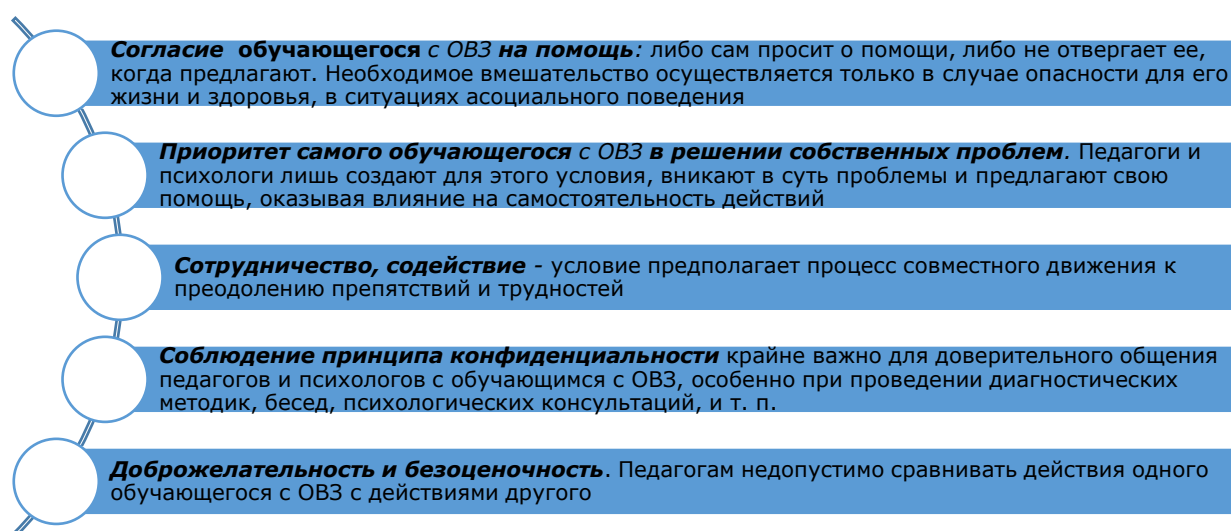 Согласие обучающегося с ОВЗ на помощь: либо сам просит о помощи, либо не отвергает ее,
когда предлагают. Необходимое вмешательство осуществляется только в случае опасности для его
жизни и здоровья, в ситуациях асоциального поведения
Приоритет самого обучающегося с ОВЗ в решении собственных проблем. Педагоги и
психологи лишь создают для этого условия, вникают в суть проблемы и предлагают свою
помощь, оказывая влияние на самостоятельность действий
Сотрудничество, содействие - условие предполагает процесс совместного движения к
преодолению препятствий и трудностей
Соблюдение принципа конфиденциальности крайне важно для доверительного общения
педагогов и психологов с обучающимся с ОВЗ, особенно при проведении диагностических
методик, бесед, психологических консультаций, и т. п.
Доброжелательность и безоценочность. Педагогам недопустимо сравнивать действия одного
обучающегося с ОВЗ с действиями другого